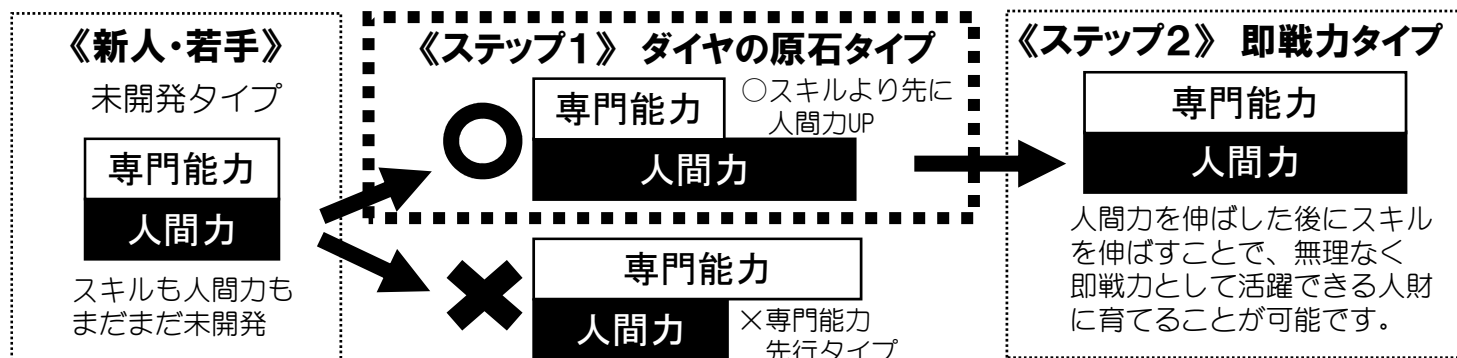 《新人・若手》
未開発タイプ
専門能力
人間力
スキルも人間力も
まだまだ未開発
《ステップ1》 ダイヤの原石タイプ
専門能力
○スキルより先に
人間力UP
人間力
専門能力
人間力
×専門能力
先行タイプ
《ステップ2》 即戦力タイプ
専門能力
人間力
人間力を伸ばした後にスキル
を伸ばすことで、無理なく
即戦力として活躍できる人財
に育てることが可能です。